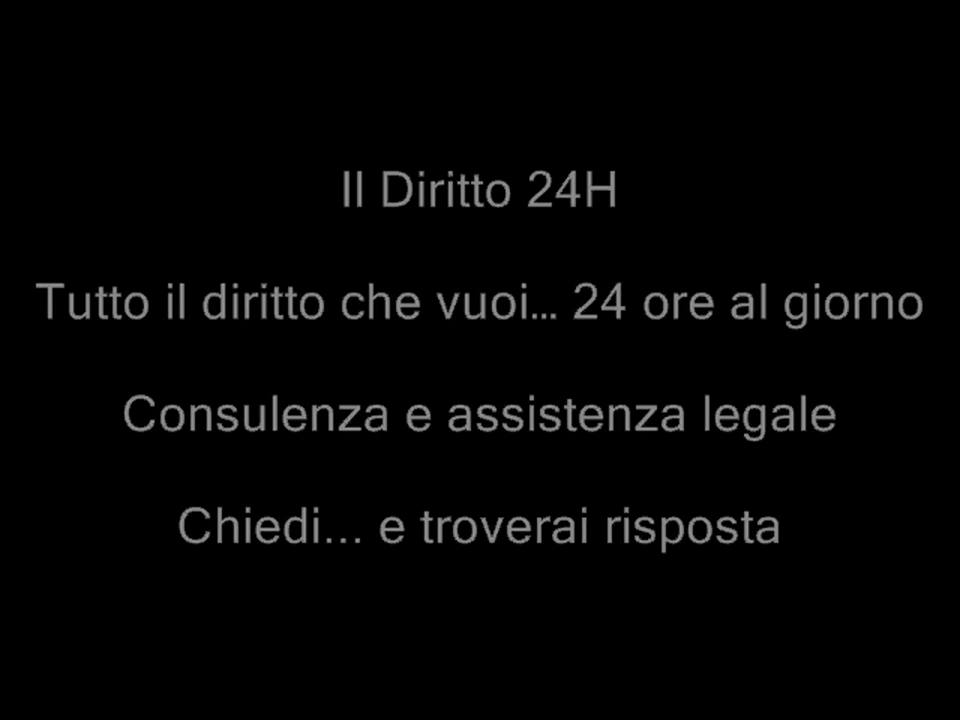 Il Diritto 24H
Tutto il diritto che vuoi… 24 ore al giorno
Consulenza e assistenza legale
Chiedi... e troverai risposta